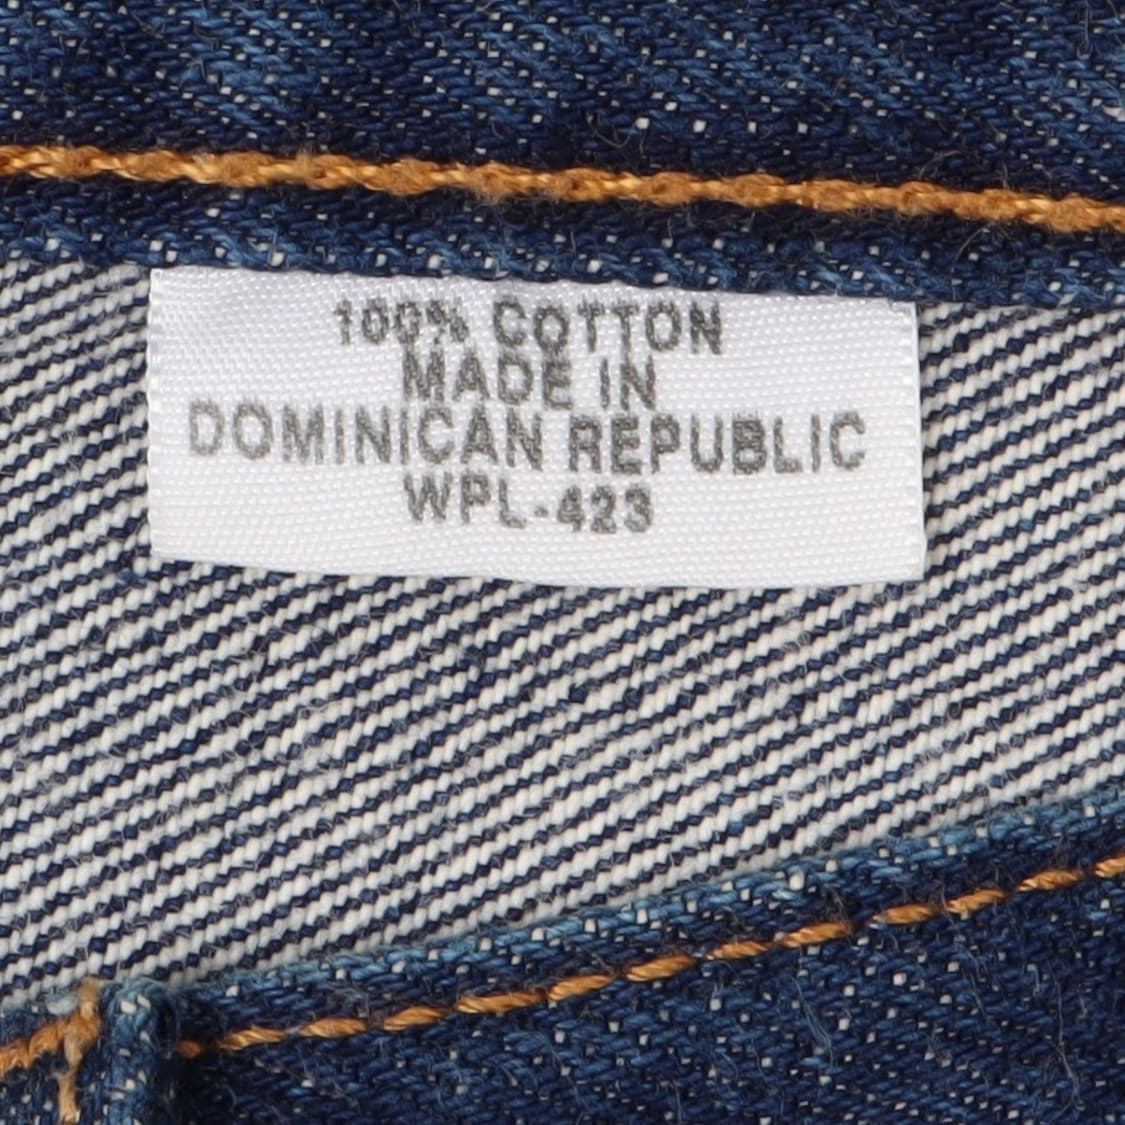 100% COTTON
MADE IN
DOMINICAN REPUBLIC
WPL-423